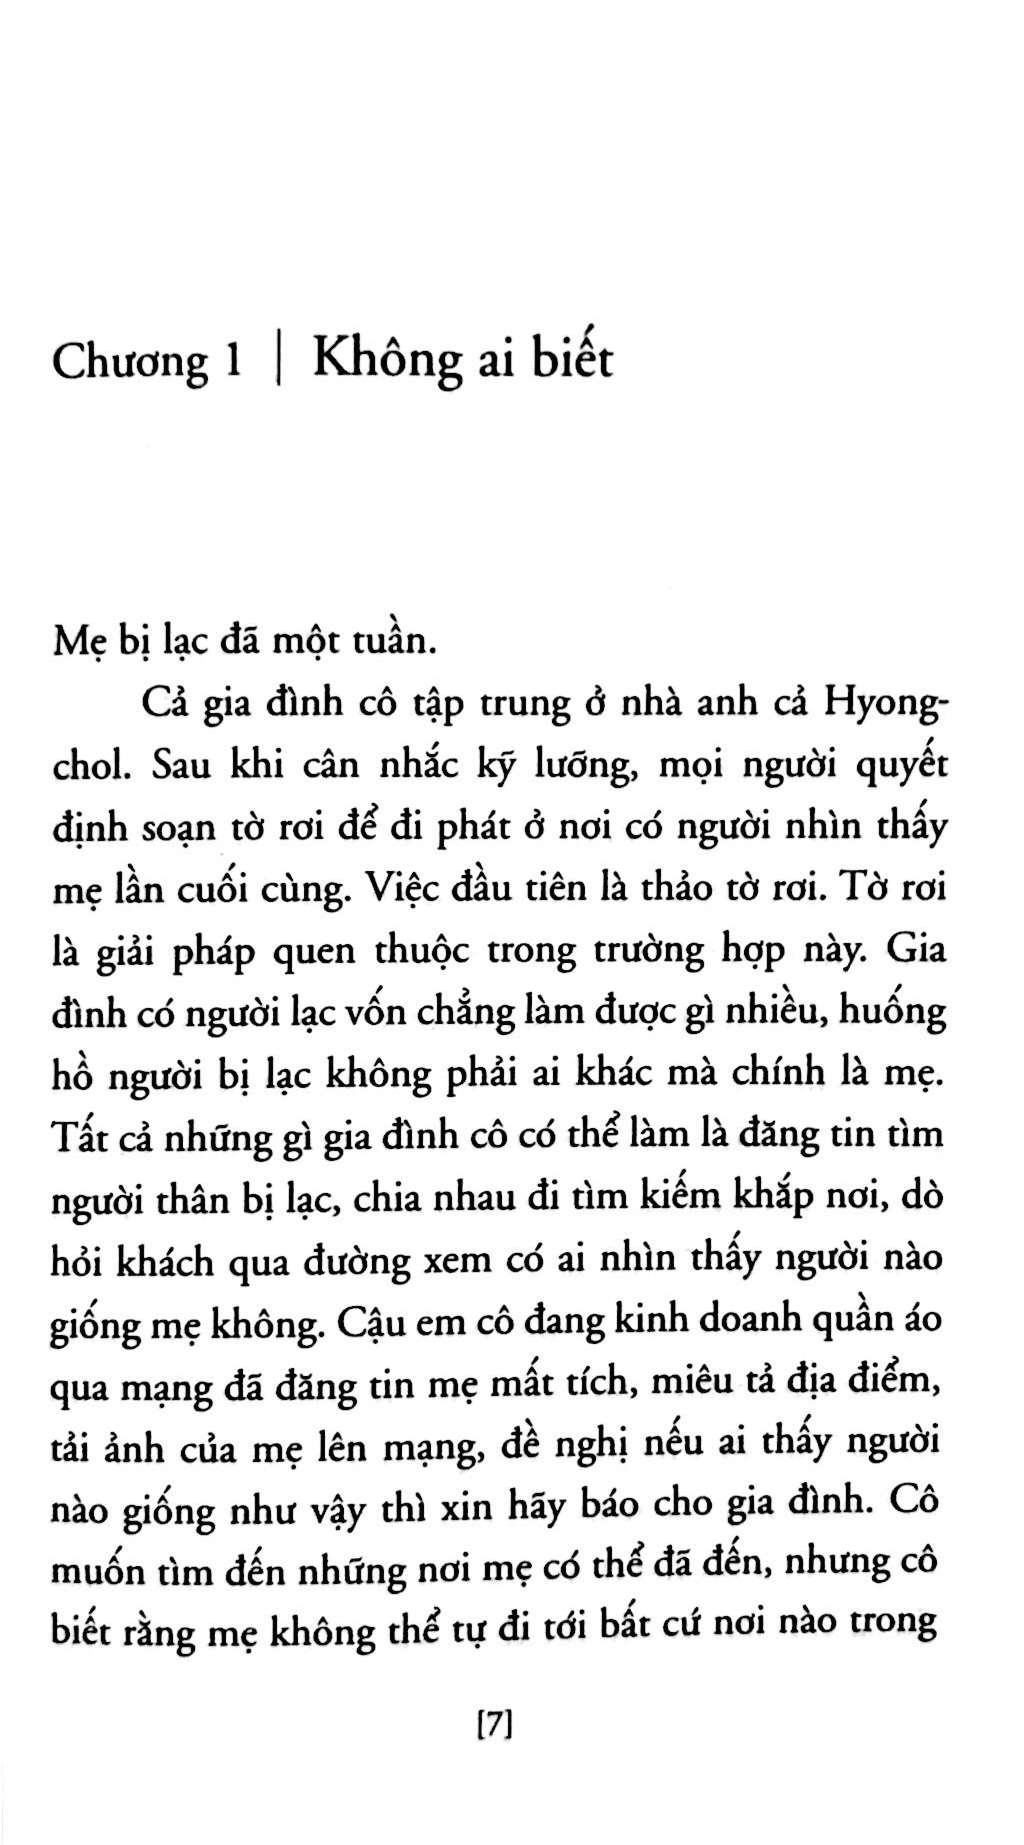 Chương 1 | Không ai biết
Mẹ bị lạc đã một tuần.
Cả gia đình cô tập trung ở nhà anh cả Hyong-
chol. Sau khi cân nhắc kỹ lưỡng, mọi người quyết
định soạn tờ rơi để đi phát ở nơi có người nhìn thấy
mẹ lần cuối cùng. Việc đầu tiên là thảo tờ rơi. Tờ rơi
là giải pháp quen thuộc trong trường hợp này. Gia
đình có người lạc vốn chẳng làm được gì nhiều, huống
hồ người bị lạc không phải ai khác mà chính là mẹ.
Tất cả những gì gia đình cô có thể làm là đăng tin tìm
người thân bị lạc, chia nhau đi tìm kiếm khắp nơi, dò
hỏi khách qua đường xem có ai nhìn thấy người nào
giống mẹ không. Cậu em cô đang kinh doanh quần áo
qua mạng đã đăng tin mẹ mất tích, miêu tả địa điểm,
tải ảnh của mẹ lên mạng, đề nghị nếu ai thấy người
nào giống như vậy thì xin hãy báo cho gia đình. Cô
muốn tìm đến những nơi mẹ có thể đã đến, nhưng cô
biết rằng mẹ không thể tự đi tới bất cứ nơi nào trong
[7]